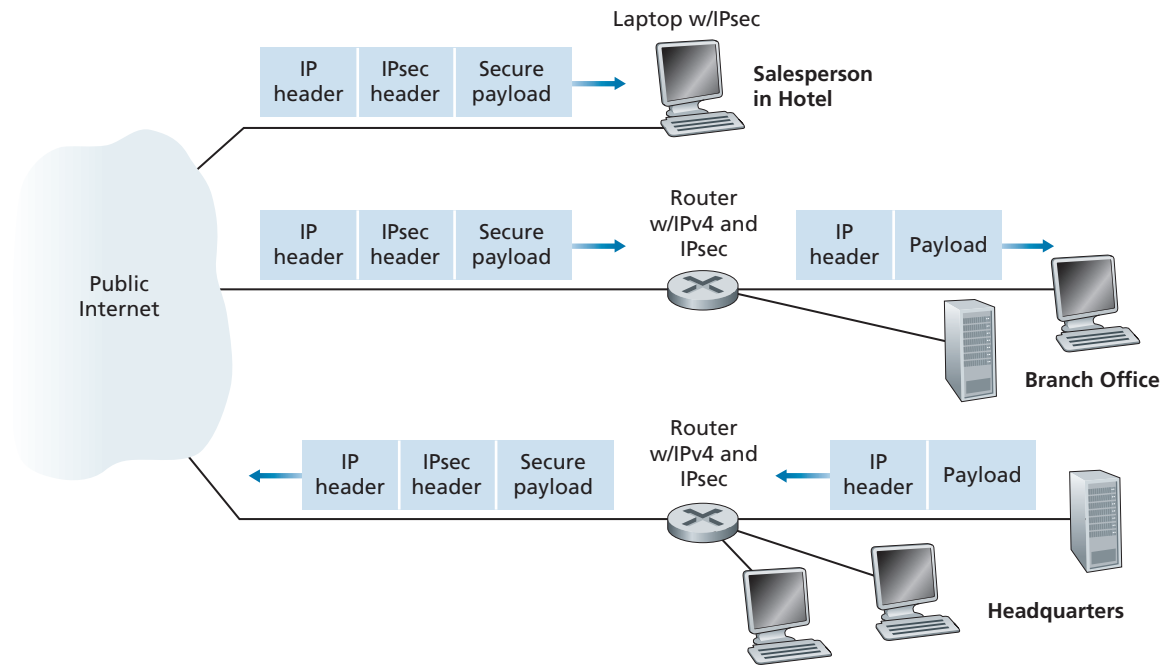 Laptop w/IPsec
IP
header
IPsec
header
Secure
payload
Salesperson
in Hotel
Public
Internet
IP
header
IPsec
header
Secure
payload
Router
w/IPv4 and
IPsec
IP
header
Payload
Branch Office
IP
header
IPsec
header
Secure
payload
Router
w/IPv4 and
IPsec
IP
header
Payload
Headquarters